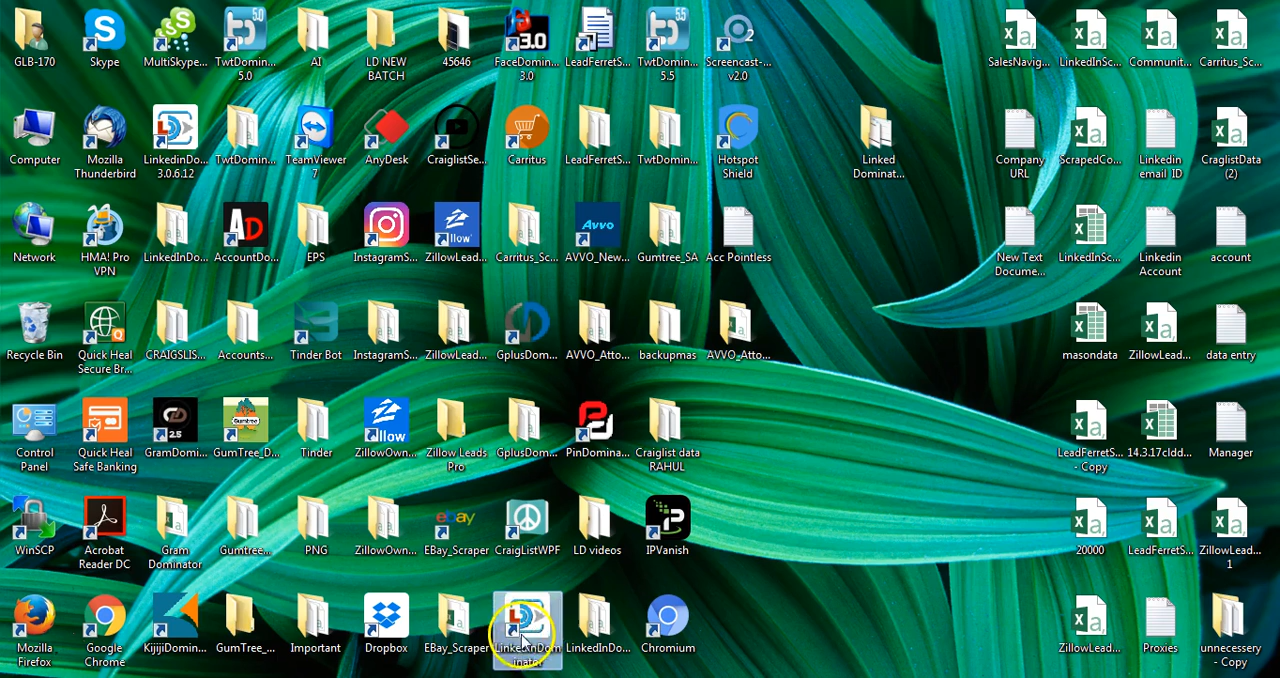 GLB-170
Skype
MultiSkype...
TwtDomin...
5.0
AI
LD NEW
BATCH
45646
FaceDomin...
3.0
LeadFerretS...
TwtDomin...
5.5
Screencast-...
v2.0
SalesNavig...
LinkedInSc...
Communit...
Carritus_Sc...
Computer
Mozilla
Thunderbird
LinkedinDo...
3.0.6.12
TwtDomin...
TeamViewer
7
AnyDesk
CraiglistSe...
Carritus
LeadFerretS...
TwtDomin...
Hotspot
Shield
Linked
Dominat...
Company
URL
ScrapedCo...
Linkedin
email ID
CraglistData
(2)
Network
HMA! Pro
VPN
LinkedInDo...
AccountDo...
EPS
InstagramS...
ZillowLead...
Carritus_Sc...
AVVO_New...
Gumtree_SA
Acc Pointless
New Text
Docume...
LinkedInSc...
Linkedin
Account
account
Recycle Bin
Quick Heal
Secure Br...
CRAIGSLIS...
Accounts...
Tinder Bot
InstagramS...
ZillowLead...
GplusDom...
AVVO_Atto...
backupmas...
AVVO_Atto...
masondata
ZillowLead...
data entry
Control
Panel
Quick Heal
Safe Banking
GramDomi...
GumTree_D...
Tinder
ZillowOwn...
Zillow Leads
Pro
GplusDom...
PinDomina...
Craiglist data
RAHUL
LeadFerretS...
- Copy
14.3.17cldd...
Manager
WinSCP
Acrobat
Reader DC
Gram
Dominator
Gumtree...
PNG
ZillowOwn...
EBay_Scraper
CraigListWPF
LD videos
IPVanish
20000
LeadFerretS...
ZillowLead...
1
Mozilla
Firefox
Google
Chrome
KijijiDomin...
GumTree_...
Important
Dropbox
EBay_Scraper
LinkedInDom
inator
LinkedInDo...
Chromium
ZillowLead...
Proxies
unnecessery
- Copy